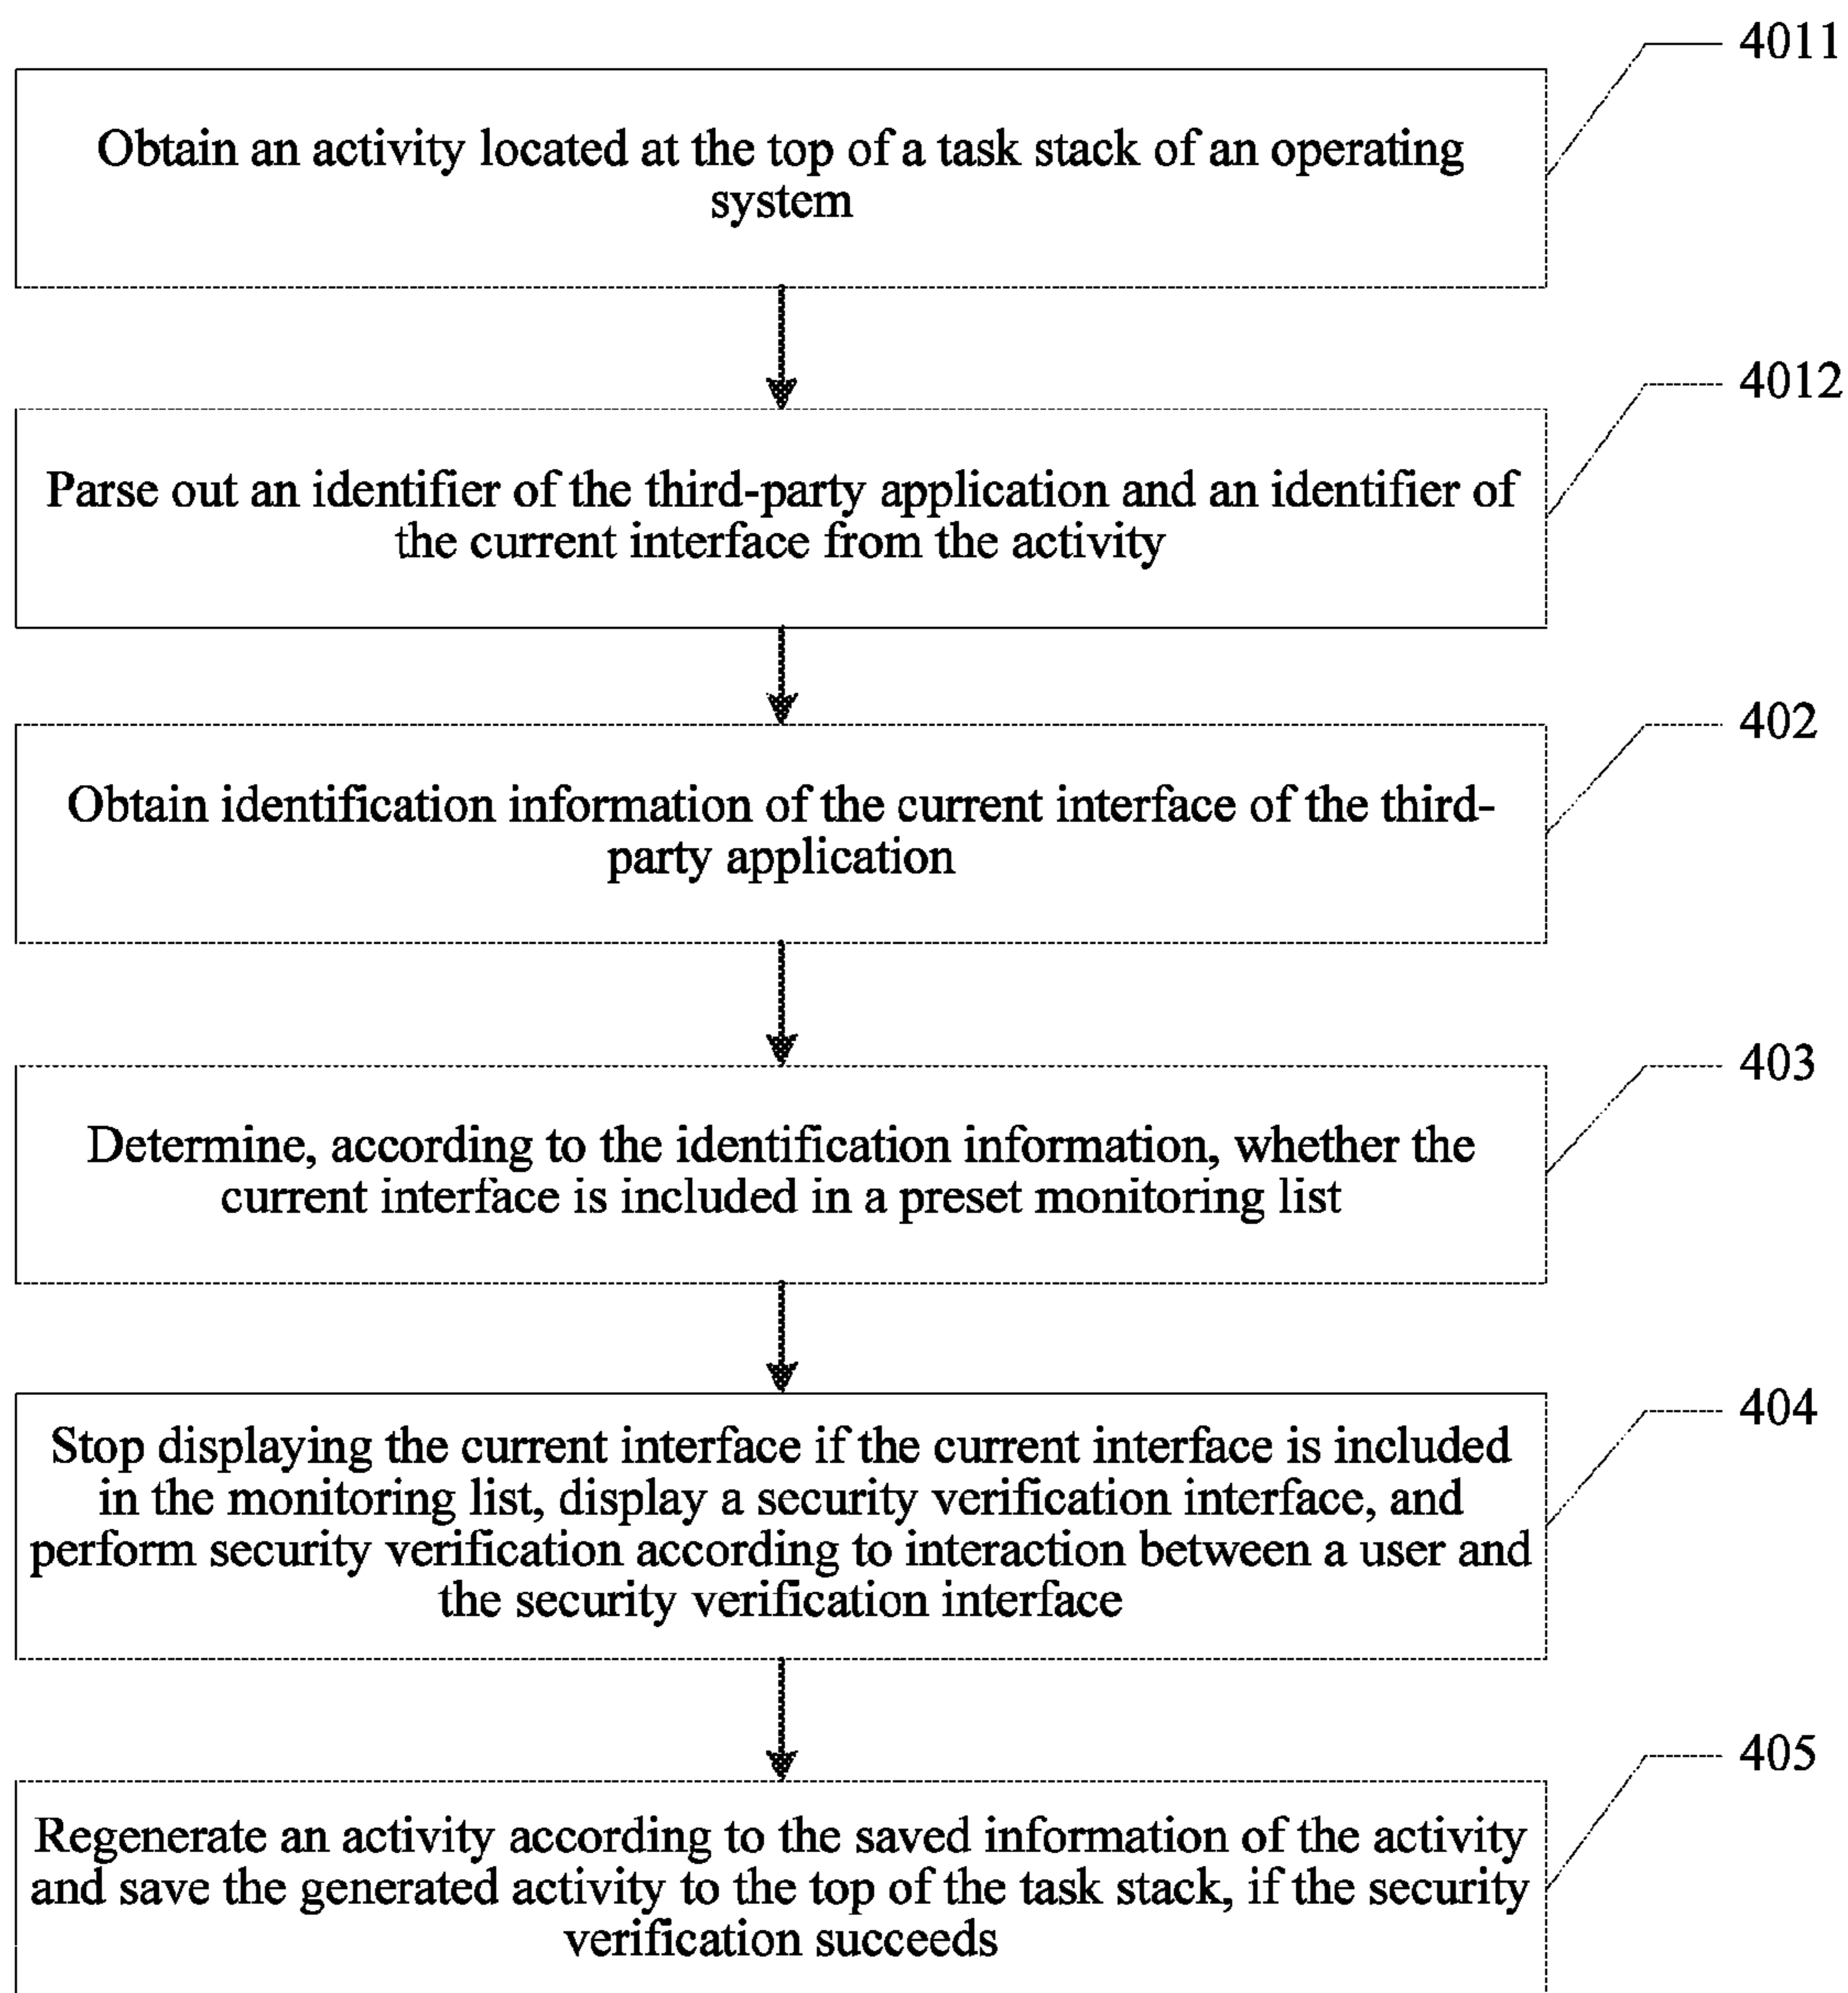 4011
Obtain an activity located at the top of a task stack of an operating
system
4012
Parse out an identifier of the third-party application and an identifier of
the current interface from the activity
402
Obtain identification information of the current interface of the third-
party application
403
Determine, according to the identification information, whether the
current interface is included in a preset monitoring list
404
Stop displaying the current interface if the current interface is included
in the monitoring list, display a security verification interface, and
perform security verification according to interaction between a user and
the security verification interface
405
Regenerate an activity according to the saved information of the activity
and save the generated activity to the top of the task stack, if the security
verification succeeds